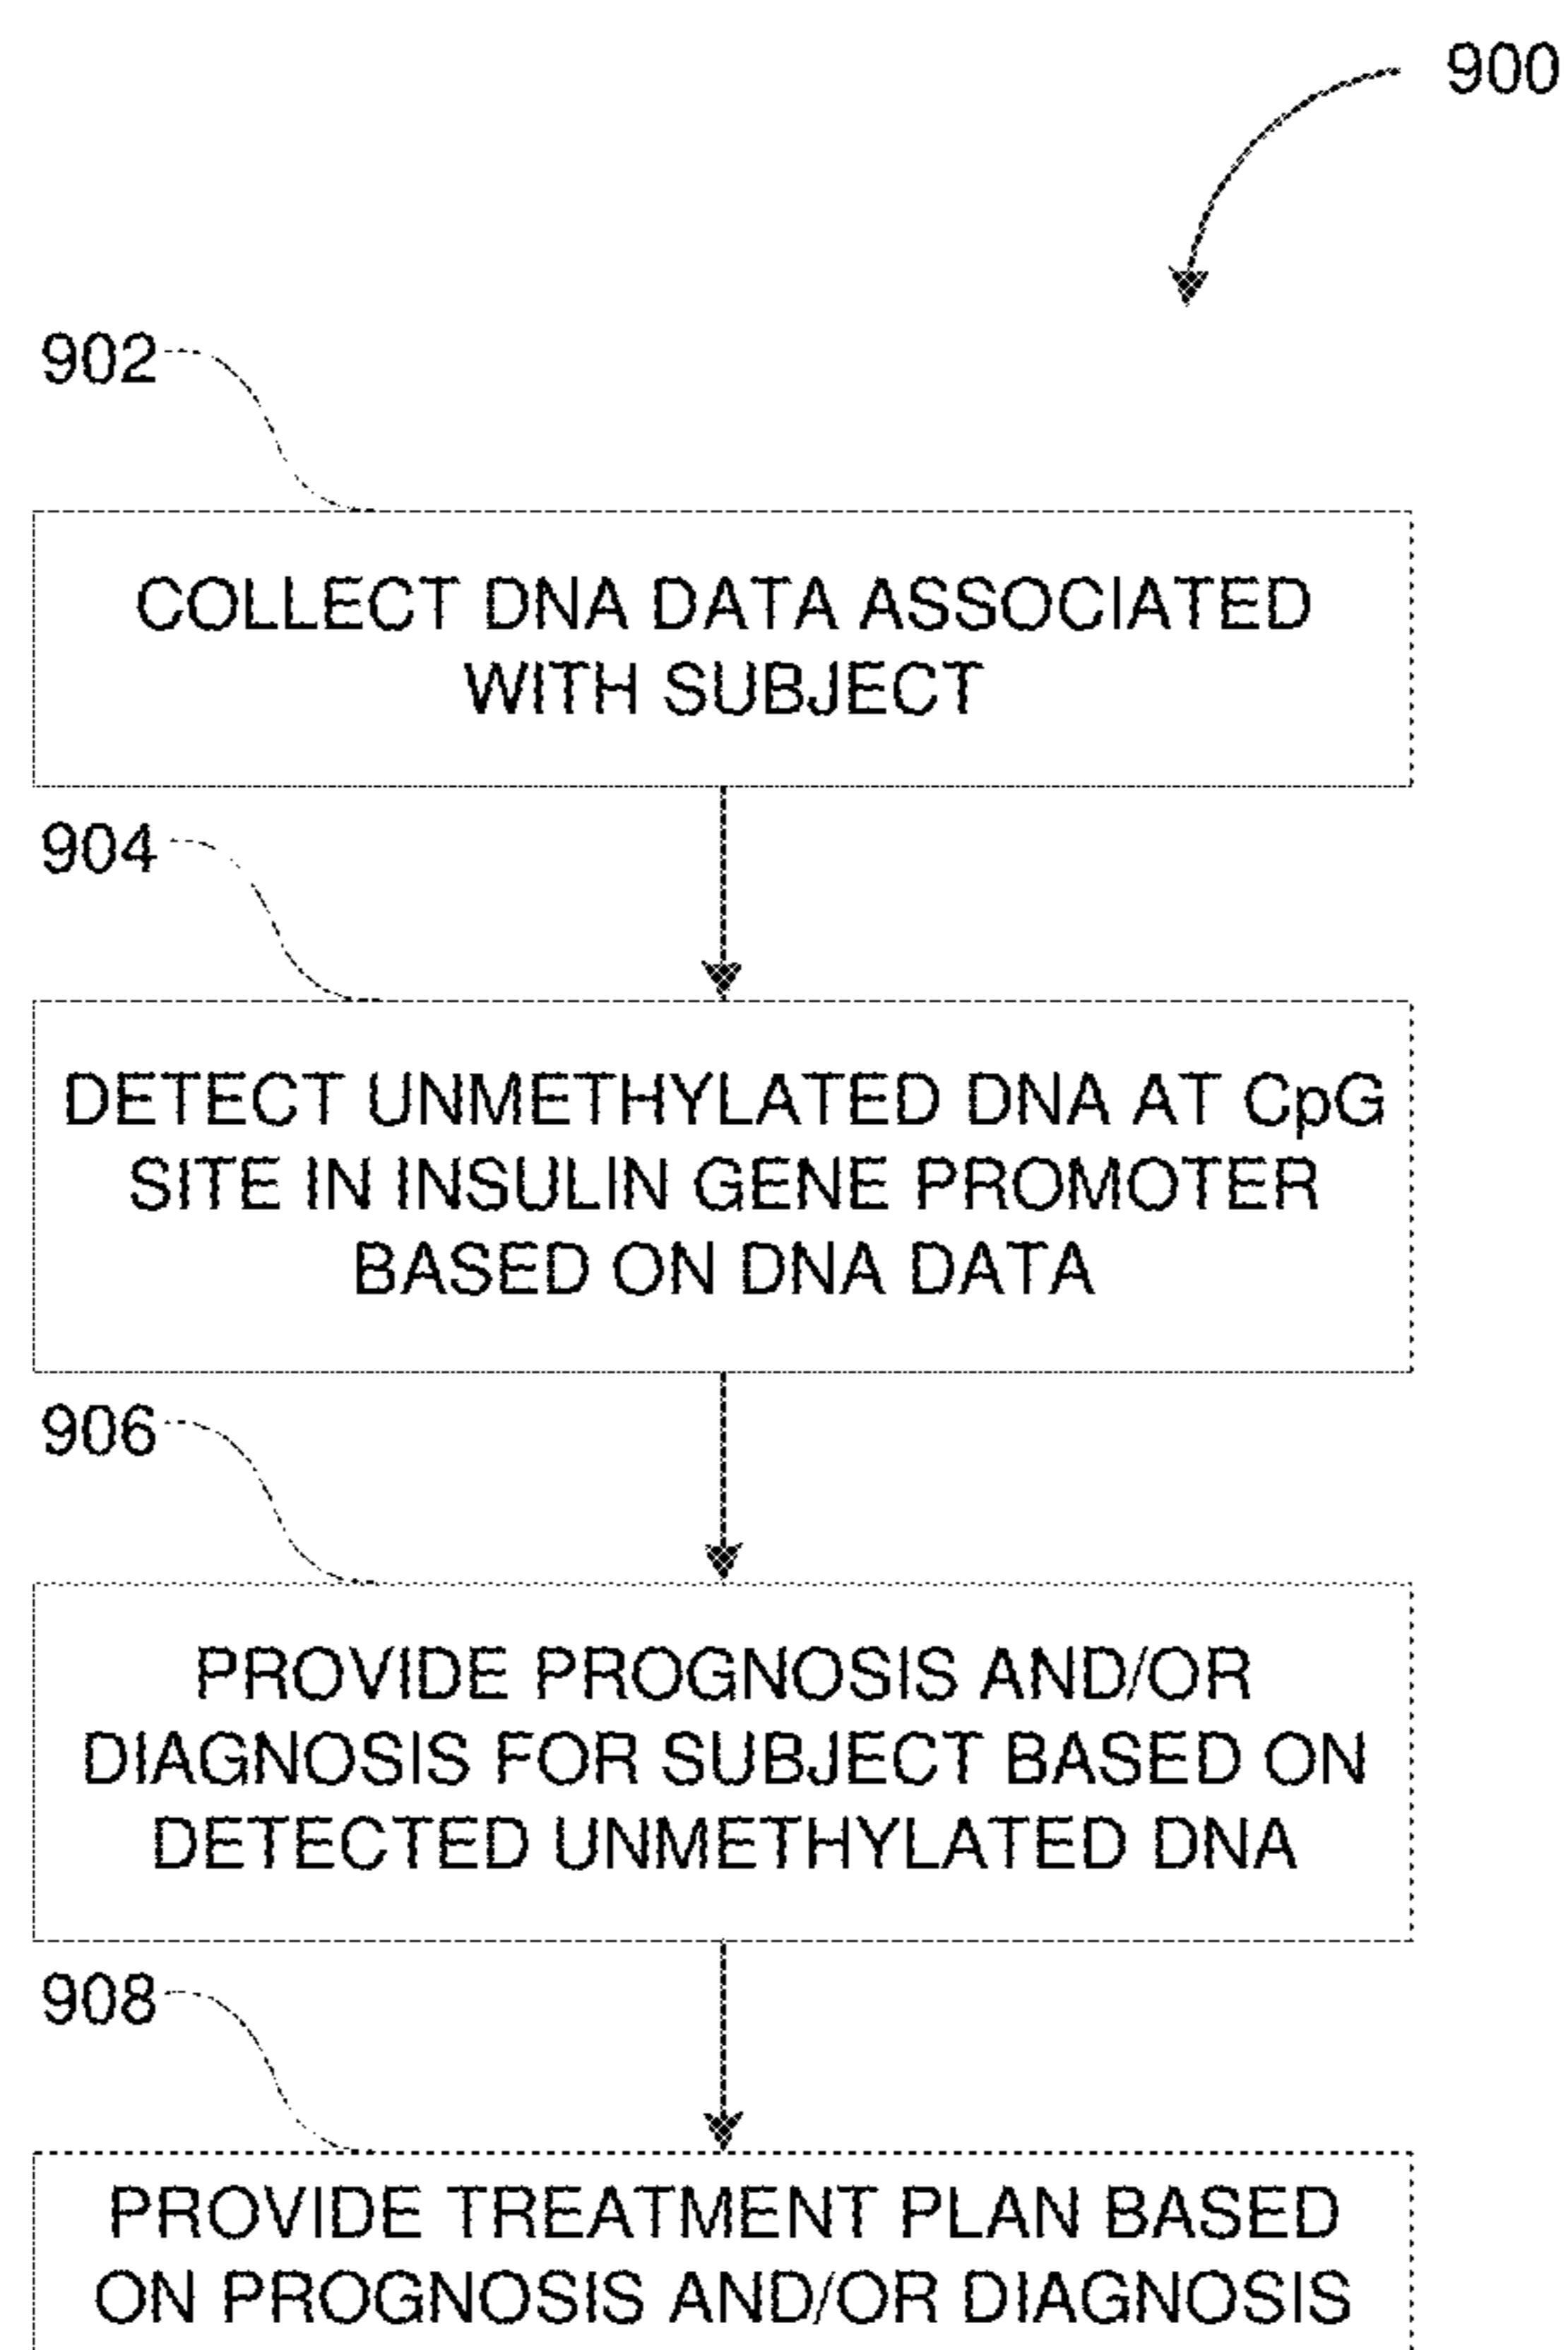 900
902
COLLECT DNA DATA ASSOCIATED
WITH SUBJECT
904
DETECT UNMETHYLATED DNA AT CpG
SITE IN INSULIN GENE PROMOTER
BASED ON DNA DATA
906
PROVIDE PROGNOSIS AND/OR
DIAGNOSIS FOR SUBJECT BASED ON
DETECTED UNMETHYLATED DNA
908
PROVIDE TREATMENT PLAN BASED
ON PROGNOSIS AND/OR DIAGNOSIS